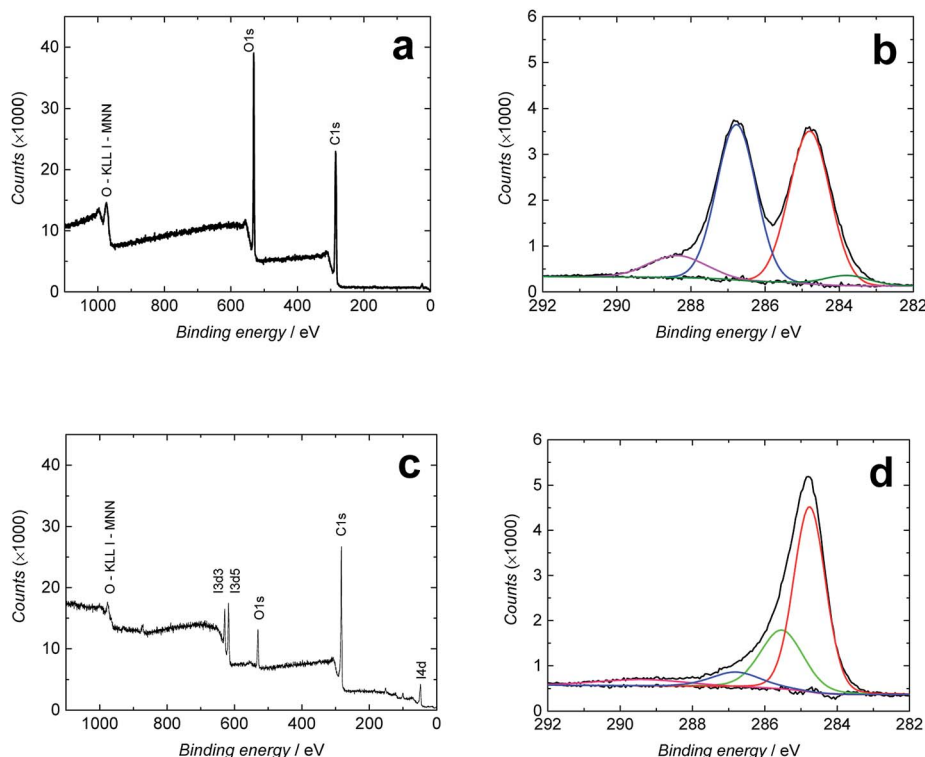 a
O - KLL I - MNN
O1s
C1s
40
30
20
10
0
Counts (×1000)
1000 800 600 400 200 0
Binding energy / eV
b
6
5
4
3
2
1
0
Counts (×1000)
292 290 288 286 284 282
Binding energy / eV
c
O - KLL I - MNN
I3d3
I3d5
O1s
C1s
I4d
40
30
20
10
0
Counts (×1000)
1000 800 600 400 200 0
Binding energy / eV
d
6
5
4
3
2
1
0
Counts (×1000)
292 290 288 286 284 282
Binding energy / eV